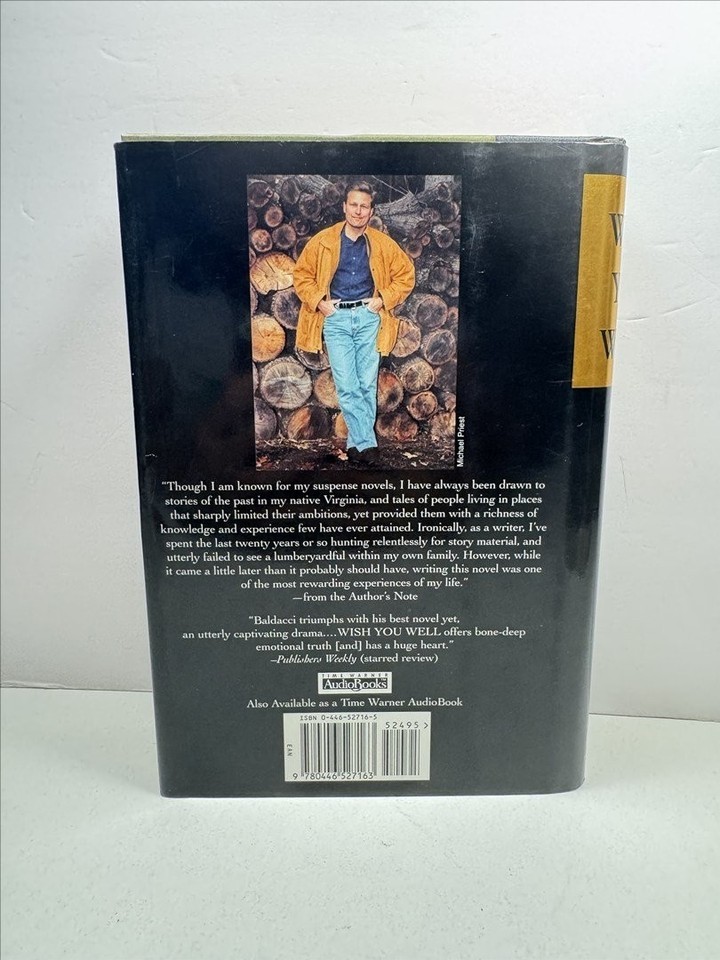 W
Y
W
Michael Priest
"Though I am known for my suspense novels, I have always been drawn to
stories of the past in my native Virginia, and tales of people living in places
that sharply limited their ambitions, yet provided them with a richness of
knowledge and experience few have ever attained. Ironically, as a writer, I've
spent the last twenty years or so hunting relentlessly for story material, and
utterly failed to see a lumberyardful within my own family. However, while
it came a little later than it probably should have, writing this novel was one
of the most rewarding experiences of my life."
—from the Author's Note
"Baldacci triumphs with his best novel yet,
an utterly captivating drama....WISH YOU WELL offers bone-deep
emotional truth [and] has a huge heart."
—Publishers Weekly (starred review)
TIME WARNER
AudioBooks
Also Available as a Time Warner AudioBook
ISBN 0-446-52716-5
52495 >
EAN
9 780446 527163